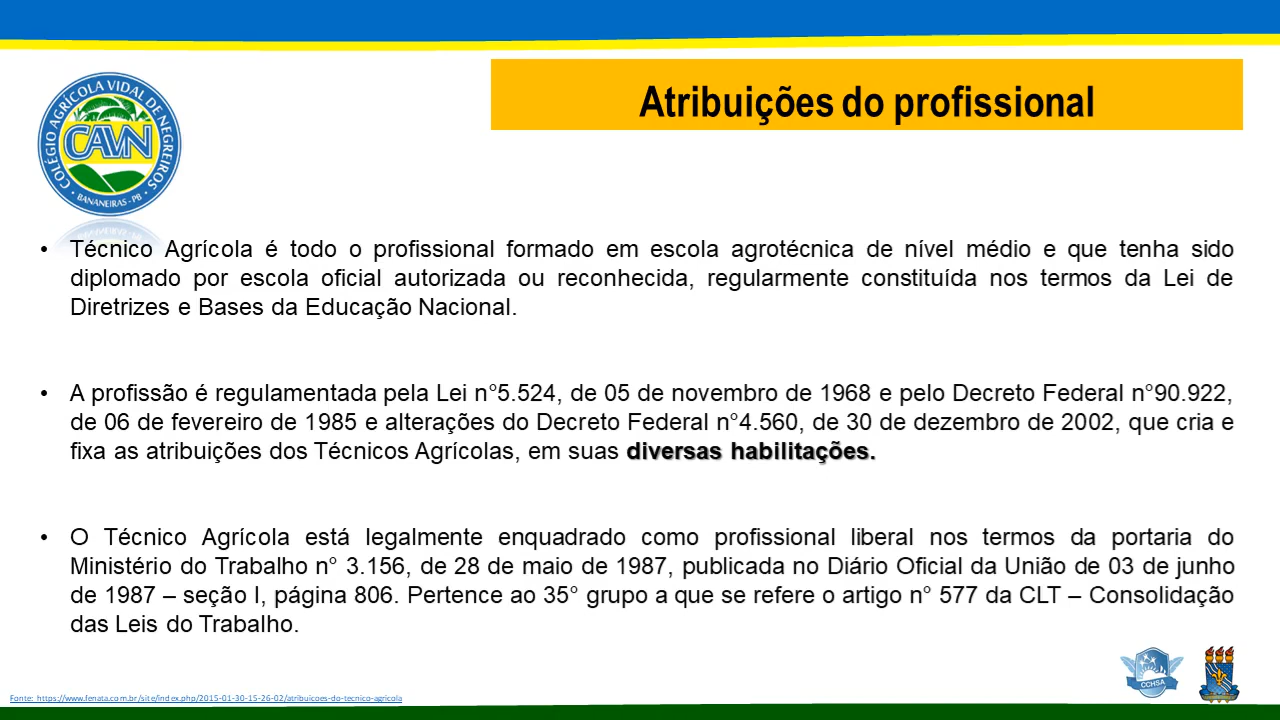 COLÉGIO AGRÍCOLA VIDAL DE NEGREIROS
CAVN
• BANANEIRAS - PB •
Atribuições do profissional
• Técnico Agrícola é todo o profissional formado em escola agrotécnica de nível médio e que tenha sido
diplomado por escola oficial autorizada ou reconhecida, regularmente constituída nos termos da Lei de
Diretrizes e Bases da Educação Nacional.
• A profissão é regulamentada pela Lei n°5.524, de 05 de novembro de 1968 e pelo Decreto Federal n°90.922,
de 06 de fevereiro de 1985 e alterações do Decreto Federal n°4.560, de 30 de dezembro de 2002, que cria e
fixa as atribuições dos Técnicos Agrícolas, em suas diversas habilitações.
• O Técnico Agrícola está legalmente enquadrado como profissional liberal nos termos da portaria do
Ministério do Trabalho n° 3.156, de 28 de maio de 1987, publicada no Diário Oficial da União de 03 de junho
de 1987 – seção I, página 806. Pertence ao 35° grupo a que se refere o artigo n° 577 da CLT – Consolidação
das Leis do Trabalho.
CCHSA
Fonte: https://www.fenata.com.br/site/index.php/2015-01-30-15-26-02/atribuicoes-do-tecnico-agricola